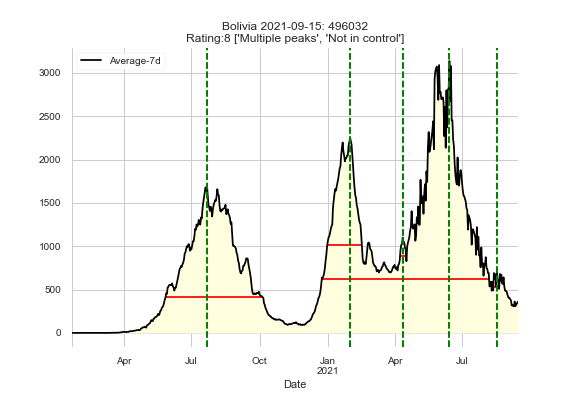 Bolivia 2021-09-15: 496032
Rating:8 ['Multiple peaks', 'Not in control']
Average-7d
3000
2500
2000
1500
1000
500
0
Apr Jul Oct Jan Apr Jul
2021
Date